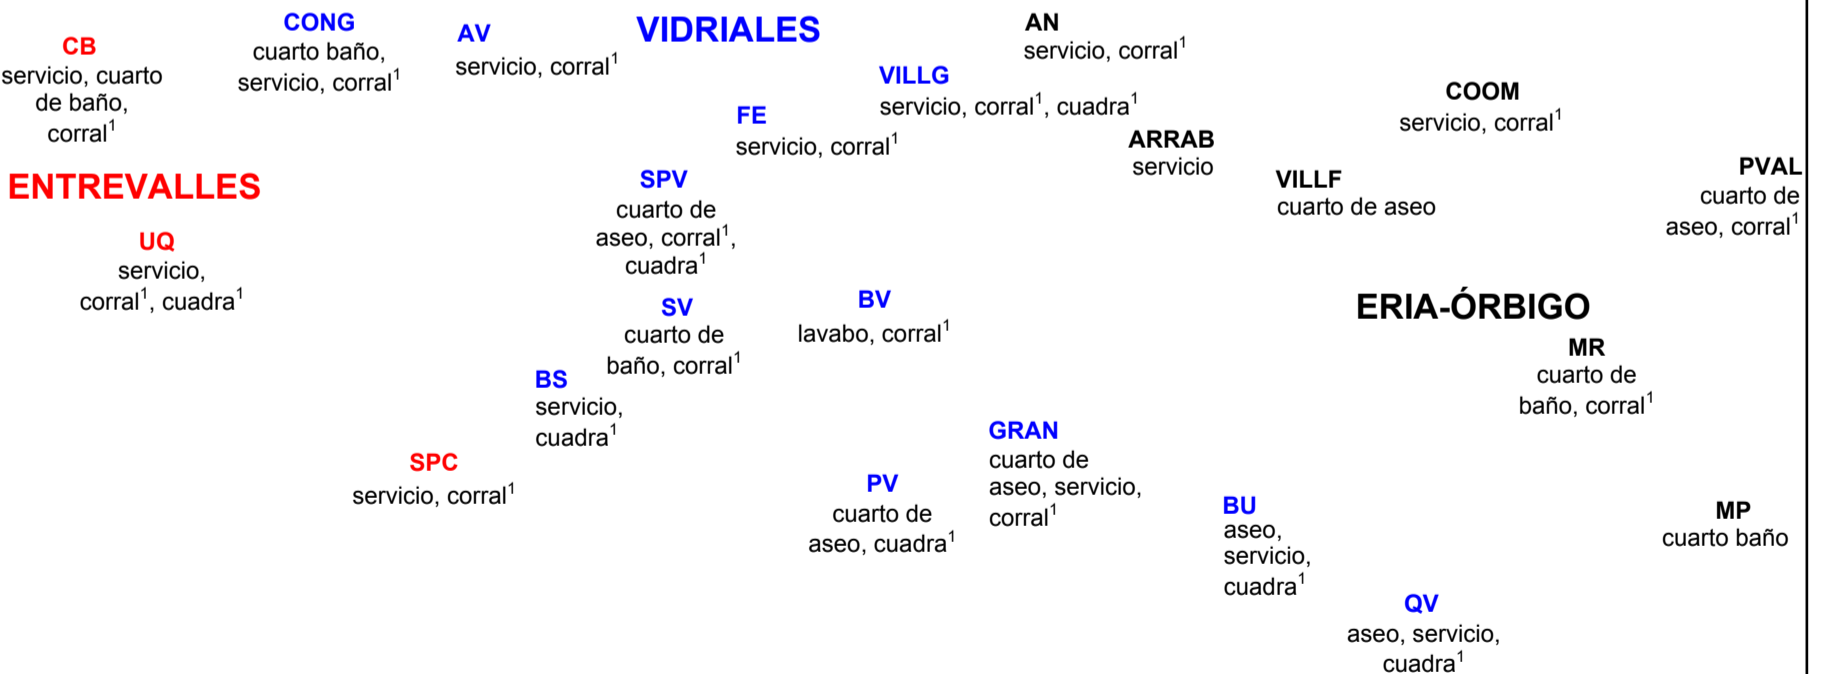 CB
servicio, cuarto
de baño,
corral¹
CONG
cuarto baño,
servicio, corral¹
AV
servicio, corral¹
VIDRIALES
AN
servicio, corral¹
VILLG
servicio, corral¹, cuadra¹
FE
servicio, corral¹
ARRAB
servicio
COOM
servicio, corral¹
ENTREVALLES
SPV
cuarto de
aseo, corral¹,
cuadra¹
VILLF
cuarto de aseo
PVAL
cuarto de
aseo, corral¹
UQ
servicio,
corral¹, cuadra¹
SV
cuarto de
baño, corral¹
BV
lavabo, corral¹
ERIA-ÓRBIGO
MR
cuarto de
baño, corral¹
BS
servicio,
cuadra¹
SPC
servicio, corral¹
GRAN
cuarto de
aseo, servicio,
corral¹
PV
cuarto de
aseo, cuadra¹
BU
aseo,
servicio,
cuadra¹
MP
cuarto baño
QV
aseo, servicio,
cuadra¹